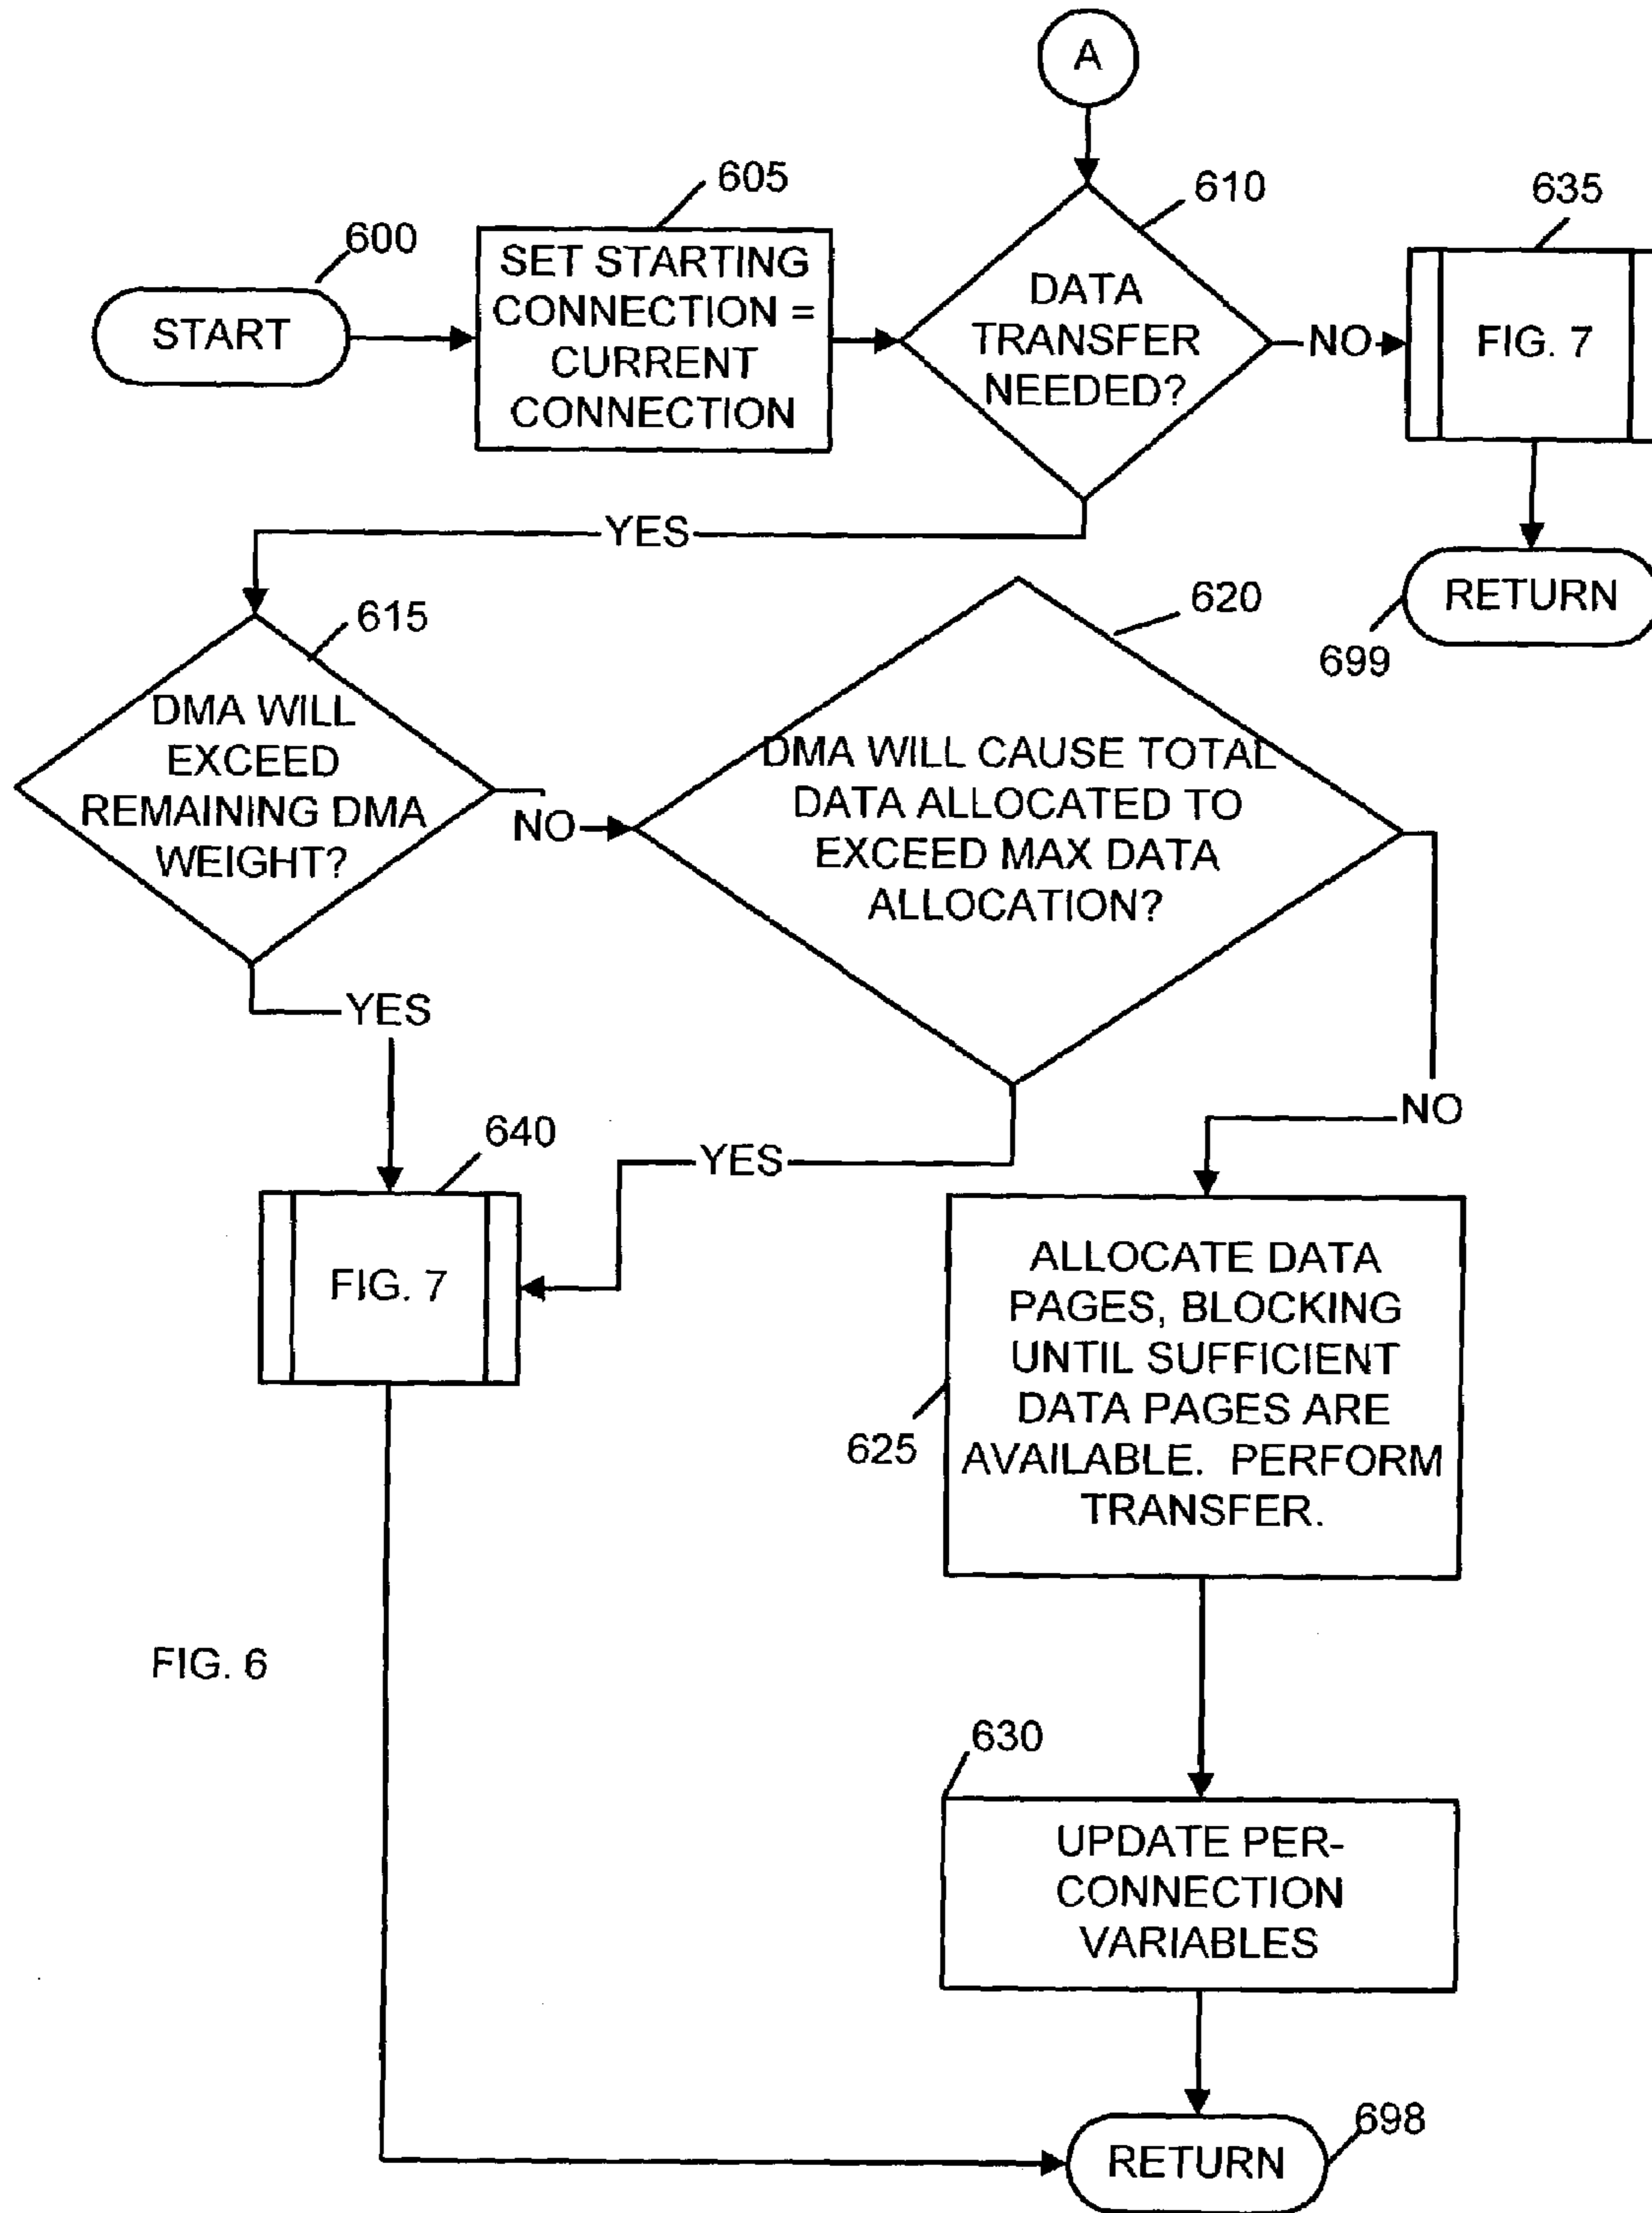 A
605
610
635
600
START
SET STARTING
CONNECTION =
CURRENT
CONNECTION
DATA
TRANSFER
NEEDED?
NO
FIG. 7
YES
RETURN
699
615
620
DMA WILL
EXCEED
REMAINING DMA
WEIGHT?
NO
DMA WILL CAUSE TOTAL
DATA ALLOCATED TO
EXCEED MAX DATA
ALLOCATION?
YES
NO
640
YES
FIG. 7
ALLOCATE DATA
PAGES, BLOCKING
UNTIL SUFFICIENT
DATA PAGES ARE
AVAILABLE. PERFORM
TRANSFER.
625
FIG. 6
630
UPDATE PER-
CONNECTION
VARIABLES
698
RETURN